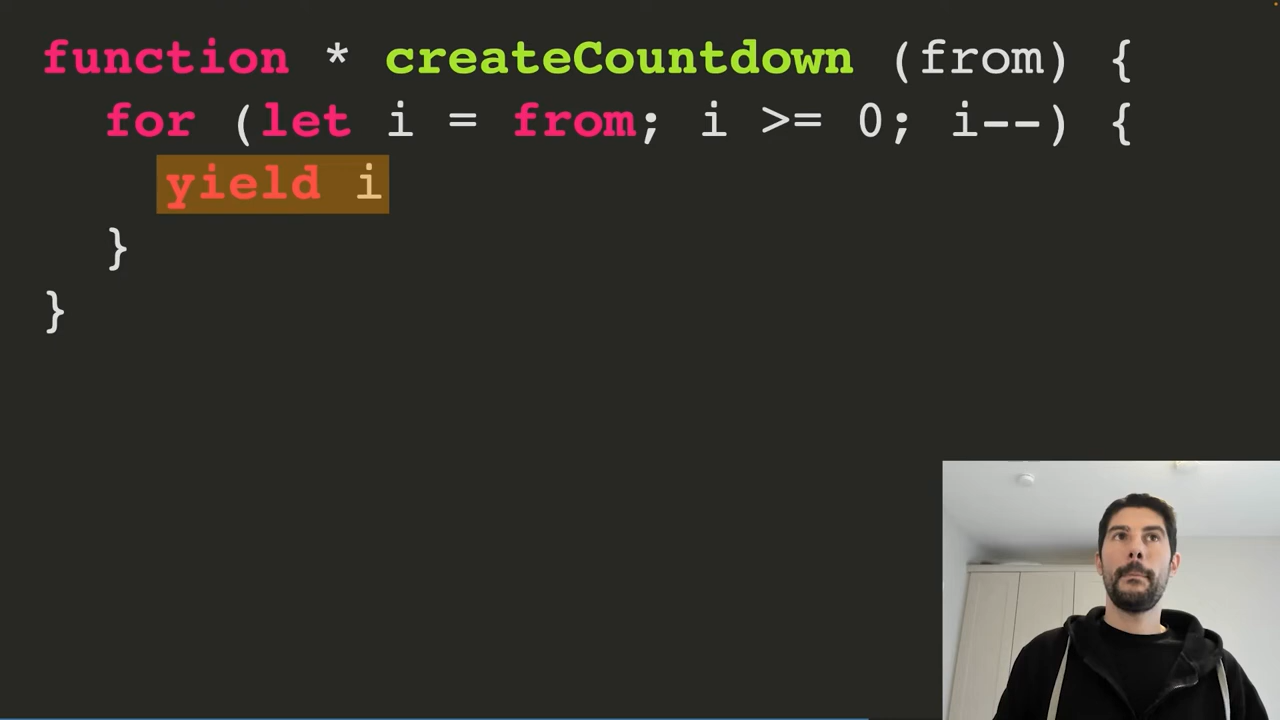 function * createCountdown (from) {
for (let i = from; i >= 0; i--) {
yield i
}
}